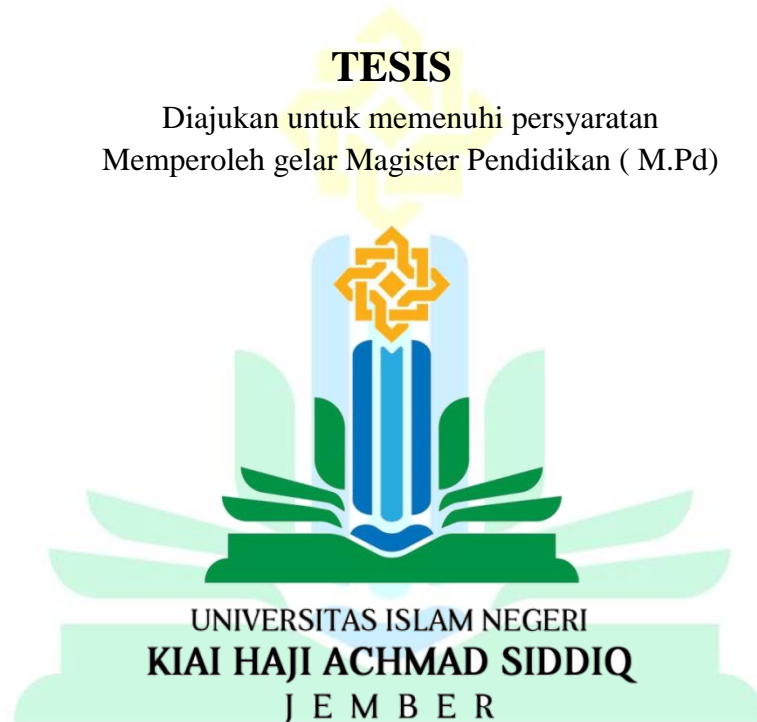 TESIS
Diajukan untuk memenuhi persyaratan
Memperoleh gelar Magister Pendidikan ( M.Pd)
UNIVERSITAS ISLAM NEGERI
KIAI HAJI ACHMAD SIDDIQ
J E M B E R